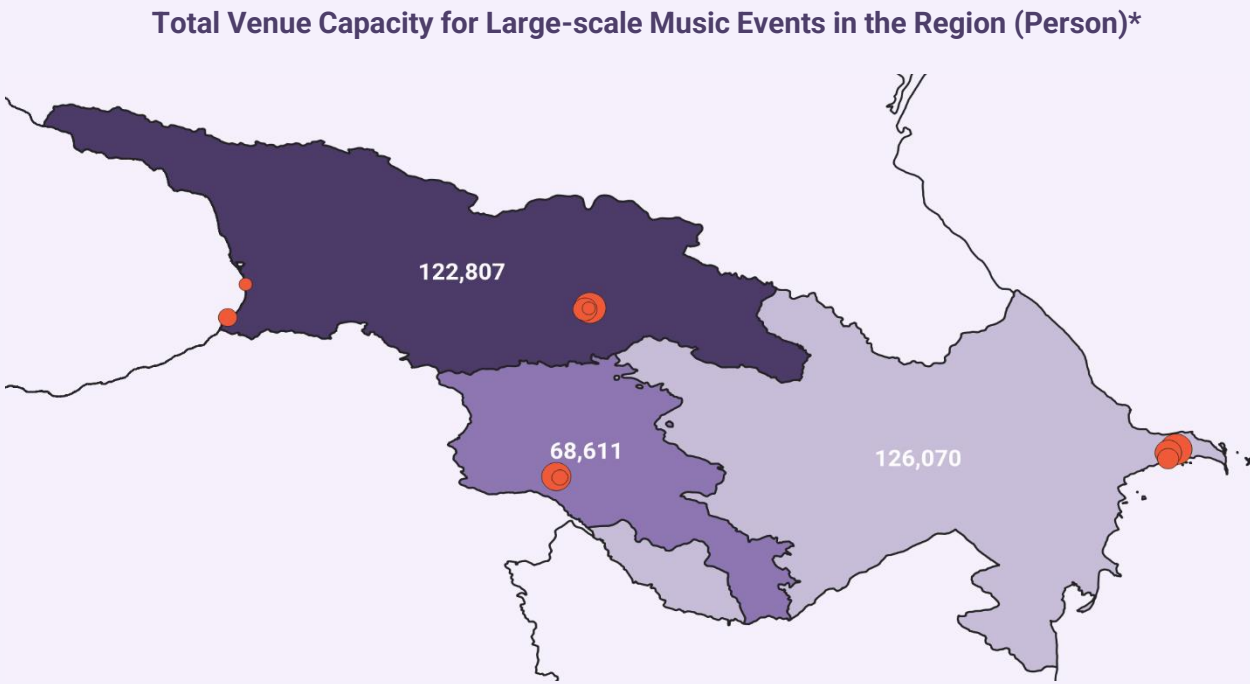 Total Venue Capacity for Large-scale Music Events in the Region (Person)*
122,807
68,611
126,070